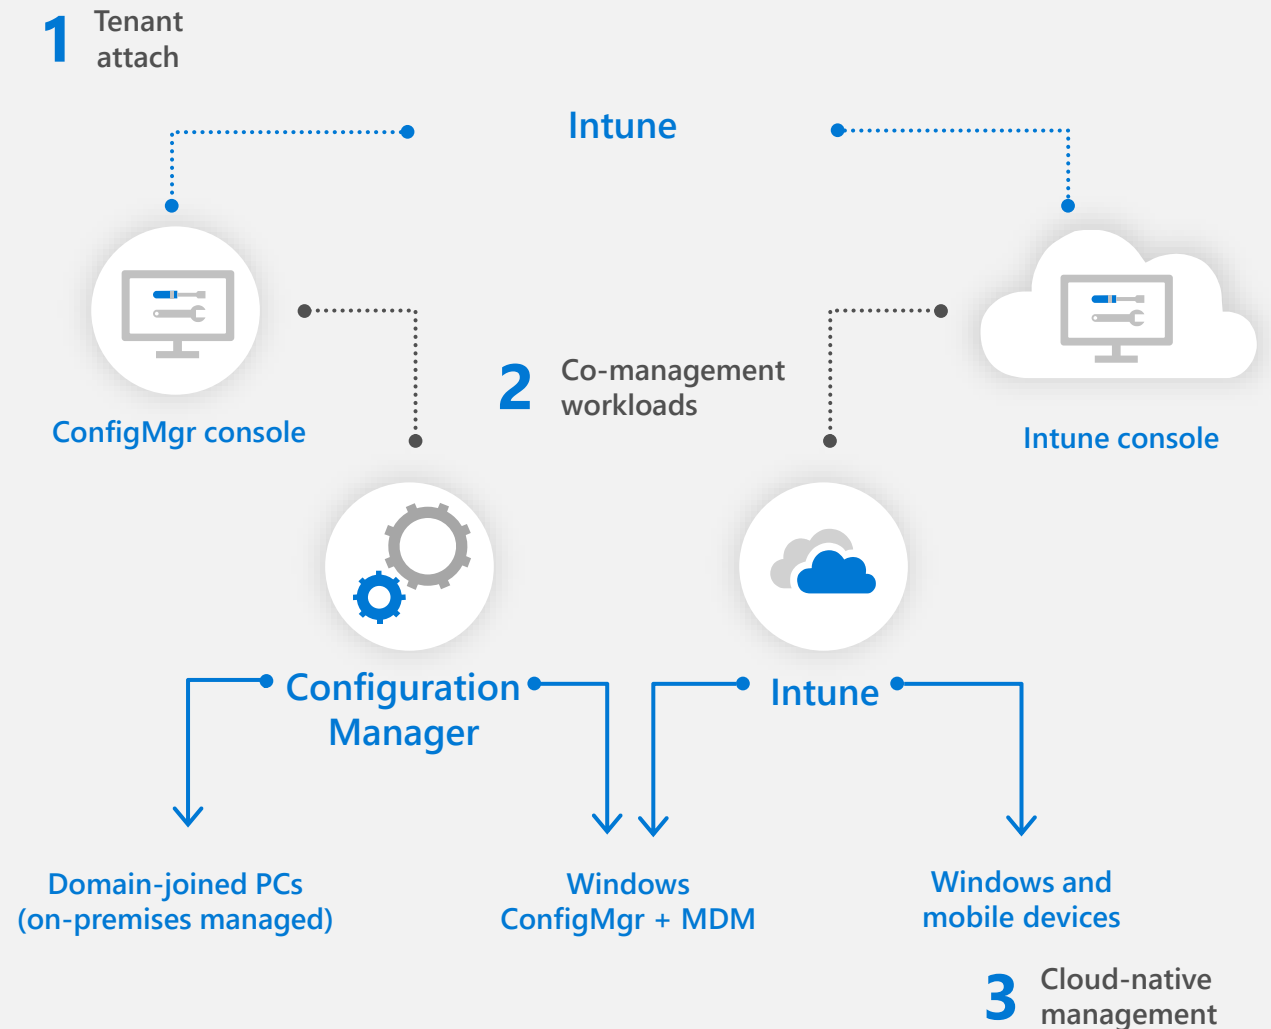 1 Tenant
attach
Intune
2 Co-management
workloads
ConfigMgr console
Intune console
Configuration
Manager
Intune
Domain-joined PCs
(on-premises managed)
Windows
ConfigMgr + MDM
Windows and
mobile devices
3 Cloud-native
management